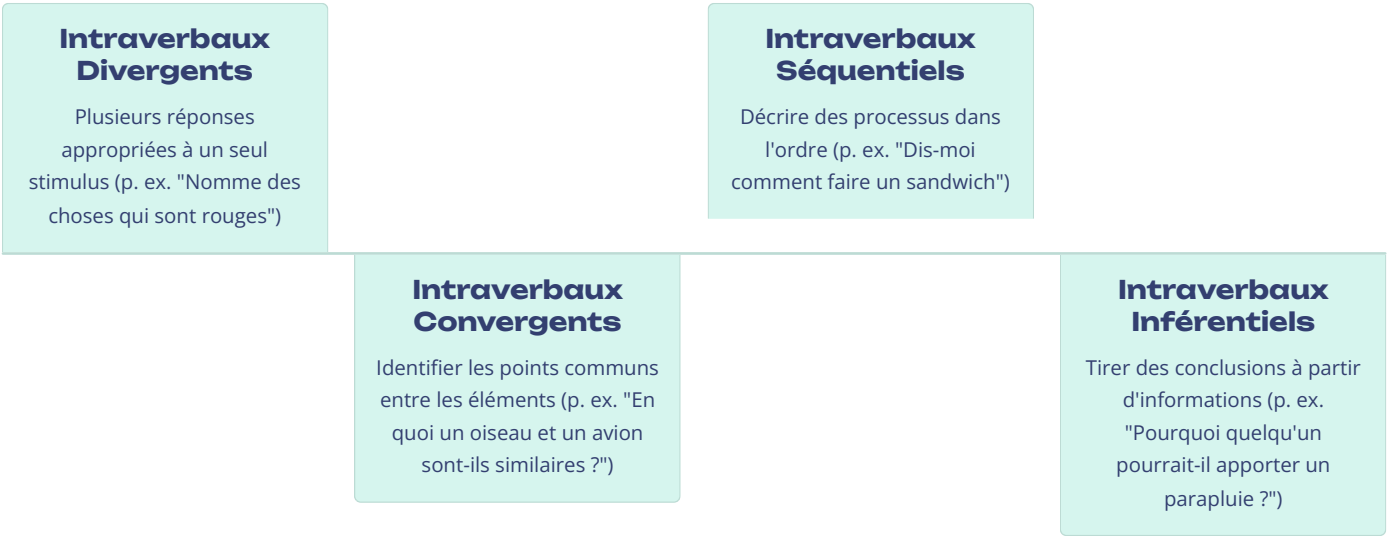 Intraverbaux
Divergents
Plusieurs réponses
appropriées à un seul
stimulus (p. ex. "Nomme des
choses qui sont rouges")
Intraverbaux
Convergents
Identifier les points communs
entre les éléments (p. ex. "En
quoi un oiseau et un avion
sont-ils similaires ?")
Intraverbaux
Séquentiels
Décrire des processus dans
l'ordre (p. ex. "Dis-moi
comment faire un sandwich")
Intraverbaux
Inférentiels
Tirer des conclusions à partir
d'informations (p. ex.
"Pourquoi quelqu'un
pourrait-il apporter un
parapluie ?")